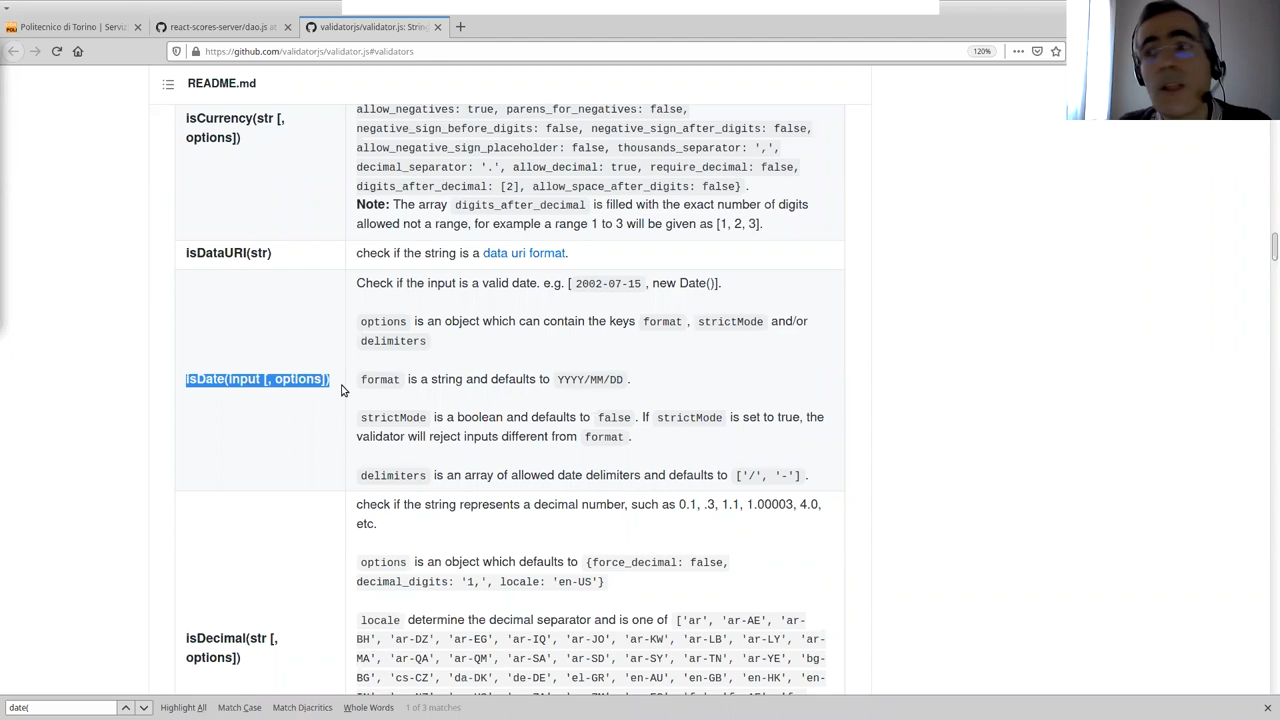 Politecnico di Torino | Serviz
react-scores-server/dao.js at
validatorjs/validator.js: String
https://github.com/validatorjs/validator.js#validators
120%
README.md
isCurrency(str [,
options])
allow_negatives: true, parens_for_negatives: false,
negative_sign_before_digits: false, negative_sign_after_digits: false,
allow_negative_sign_placeholder: false, thousands_separator: ',',
decimal_separator: '.', allow_decimal: true, require_decimal: false,
digits_after_decimal: [2], allow_space_after_digits: false} .
Note: The array digits_after_decimal is filled with the exact number of digits
allowed not a range, for example a range 1 to 3 will be given as [1, 2, 3].
isDataURI(str)
check if the string is a data uri format.
isDate(input [, options])
Check if the input is a valid date. e.g. [ 2002-07-15 , new Date()].
options is an object which can contain the keys format , strictMode and/or
delimiters
format is a string and defaults to YYYY/MM/DD .
strictMode is a boolean and defaults to false . If strictMode is set to true, the
validator will reject inputs different from format .
delimiters is an array of allowed date delimiters and defaults to ['/', '-'] .
isDecimal(str [,
options])
check if the string represents a decimal number, such as 0.1, .3, 1.1, 1.00003, 4.0,
etc.
options is an object which defaults to {force_decimal: false,
decimal_digits: '1,', locale: 'en-US'}
locale determine the decimal separator and is one of ['ar', 'ar-AE', 'ar-
BH', 'ar-DZ', 'ar-EG', 'ar-IQ', 'ar-JO', 'ar-KW', 'ar-LB', 'ar-LY', 'ar-
MA', 'ar-QA', 'ar-QM', 'ar-SA', 'ar-SD', 'ar-SY', 'ar-TN', 'ar-YE', 'bg-
BG', 'cs-CZ', 'da-DK', 'de-DE', 'el-GR', 'en-AU', 'en-GB', 'en-HK', 'en-
date(
Highlight All
Match Case
Match Diacritics
Whole Words
1 of 3 matches